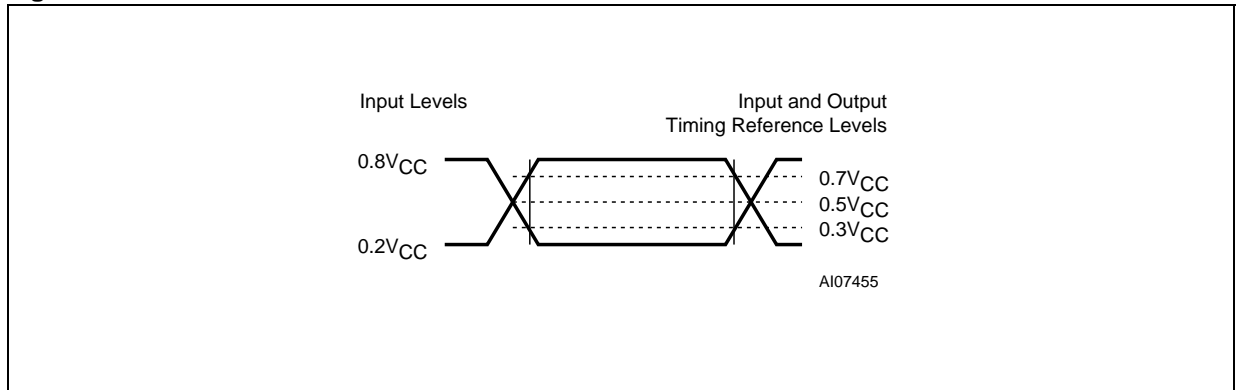 Input Levels
Input and Output
Timing Reference Levels
0.8VCC
0.7VCC
0.5VCC
0.3VCC
0.2VCC
AI07455